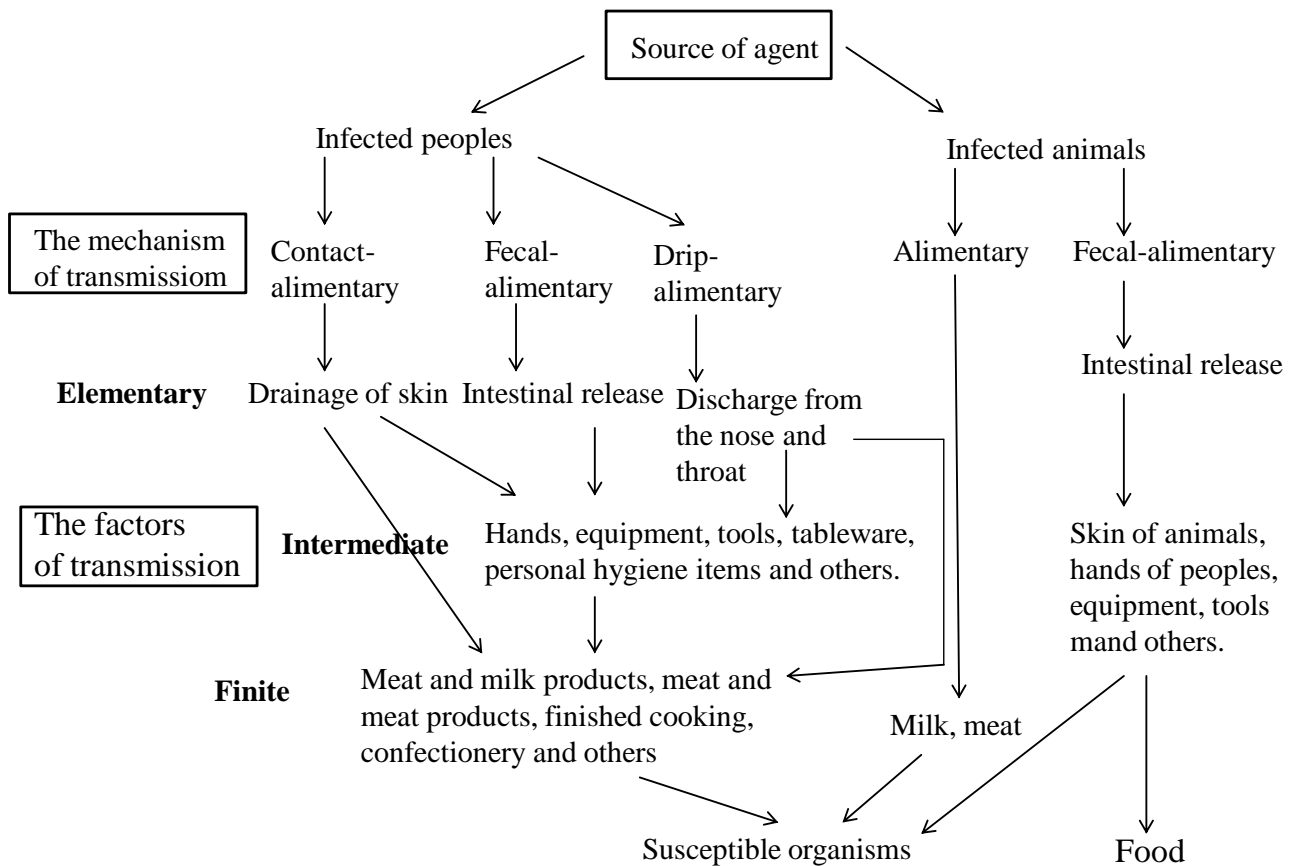 Source of agent
Infected peoples
Infected animals
The mechanism
of transmissiom
Contact-
alimentary
Fecal-
alimentary
Drip-
alimentary
Alimentary
Fecal-alimentary
Elementary
Drainage of skin
Intestinal release
Discharge from
the nose and
throat
Intestinal release
The factors
of transmission
Intermediate
Hands, equipment, tools, tableware,
personal hygiene items and others.
Skin of animals,
hands of peoples,
equipment, tools
mand others.
Finite
Meat and milk products, meat and
meat products, finished cooking,
confectionery and others
Milk, meat
Susceptible organisms
Food